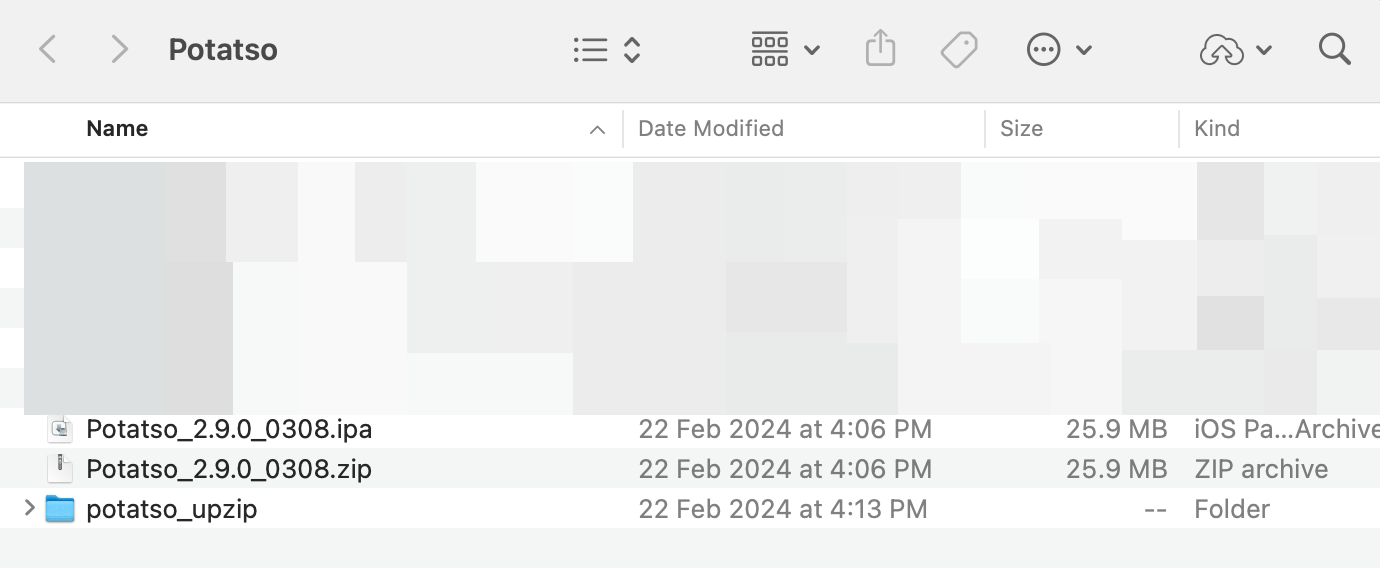 Potatso
Name Date Modified Size Kind
Potatso_2.9.0_0308.ipa 22 Feb 2024 at 4:06 PM 25.9 MB iOS Pa...Archive
Potatso_2.9.0_0308.zip 22 Feb 2024 at 4:06 PM 25.9 MB ZIP archive
potatso_upzip 22 Feb 2024 at 4:13 PM -- Folder